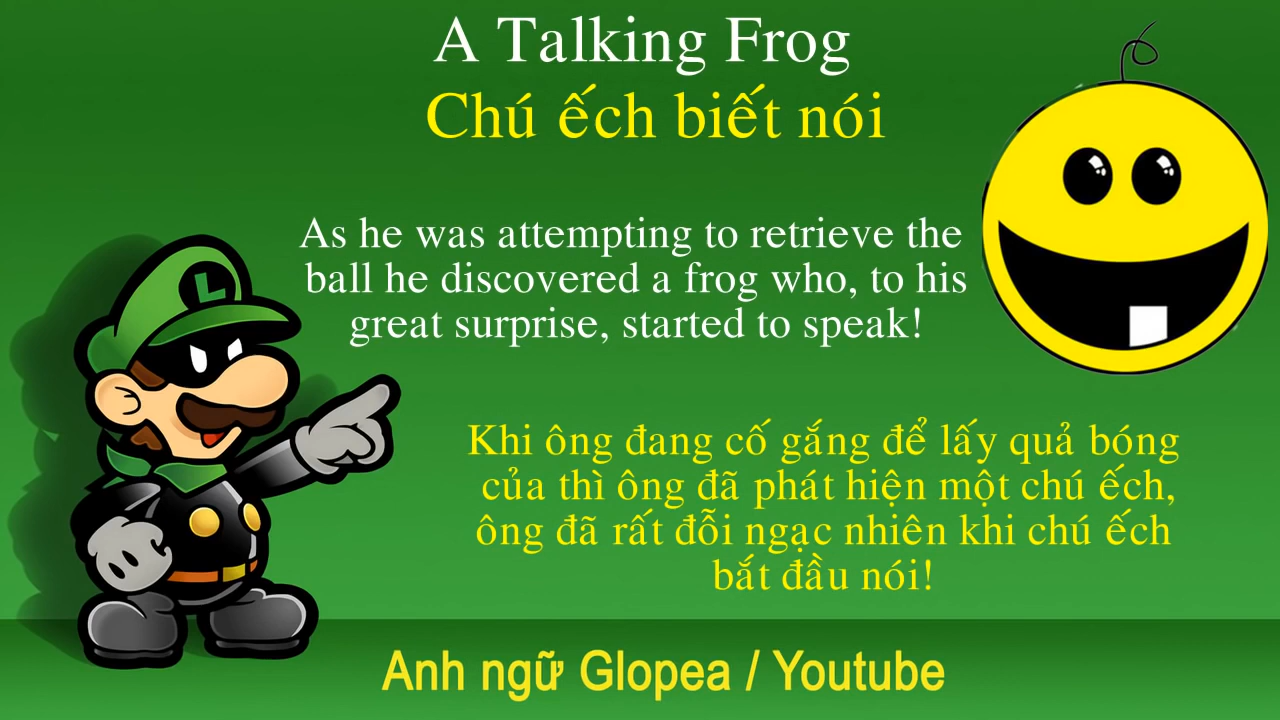 A Talking Frog
Chú ếch biết nói
As he was attempting to retrieve the
ball he discovered a frog who, to his
great surprise, started to speak!
L
Khi ông đang cố gắng để lấy quả bóng
của thì ông đã phát hiện một chú ếch,
ông đã rất đỗi ngạc nhiên khi chú ếch
bắt đầu nói!
Anh ngữ Glopea / Youtube